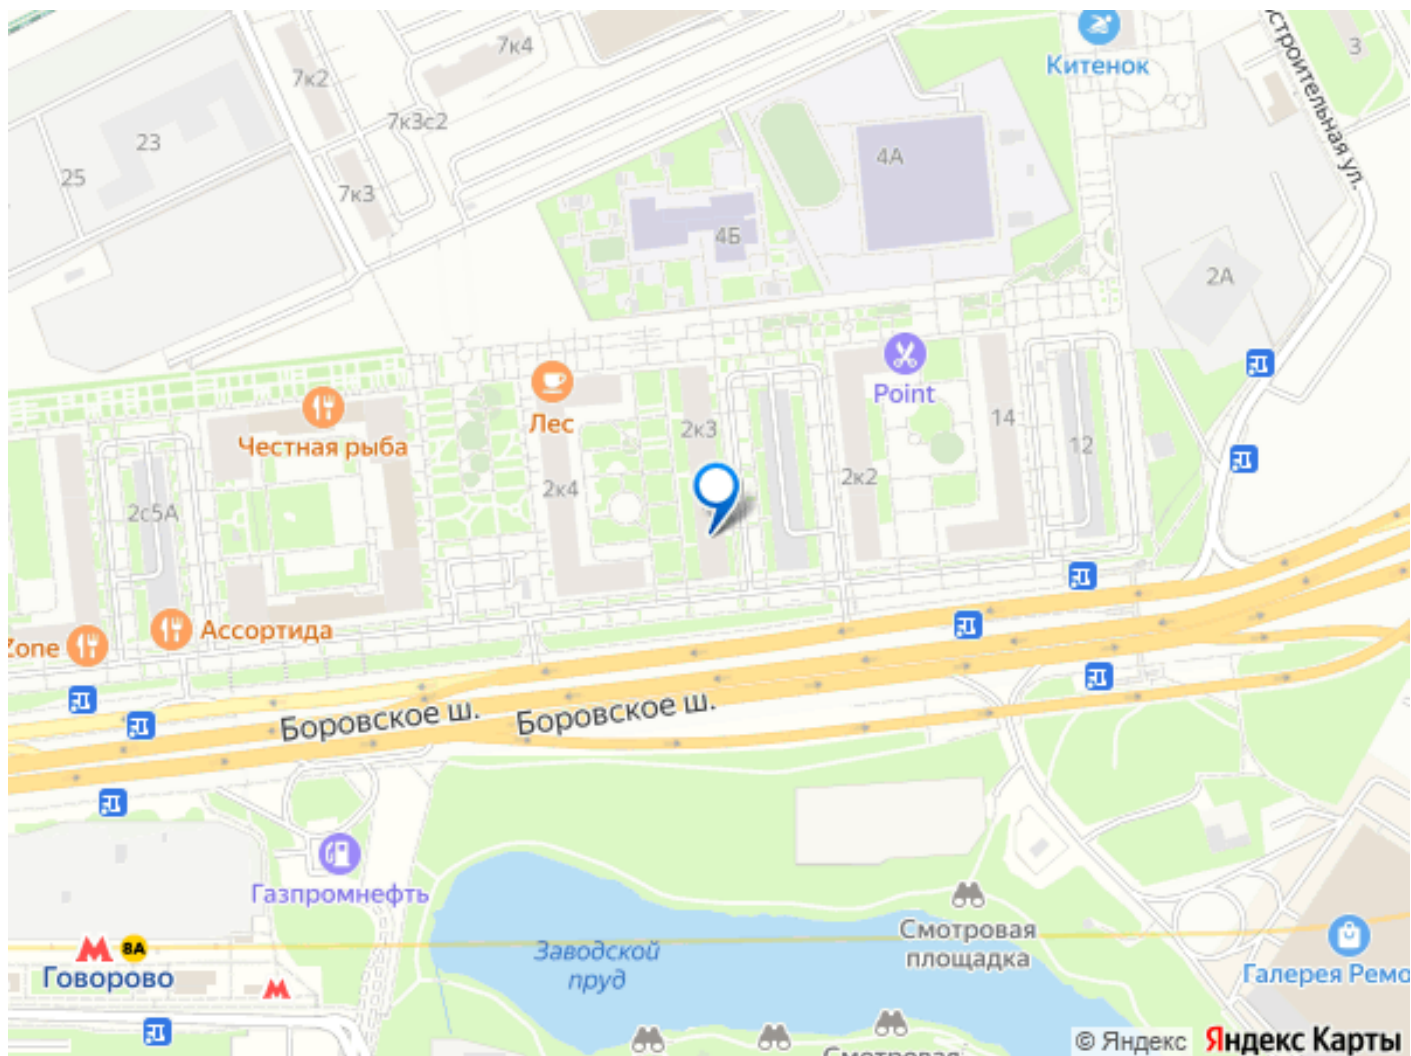 7к4
3
Китенок
7к2
строительная ул.
7к3с2
23
4А
25
7к3
4Б
2А
Point
Лес
14
2к3
Честная рыба
12
2к4
2к2
2с5А
Ассортида
Zone
Боровское ш.
Боровское ш.
Газпромнефть
Смотровая
площадка
8А
Говорово
Заводской
пруд
Галерея Ремо
Смотровая
© Яндекс
Яндекс Карты